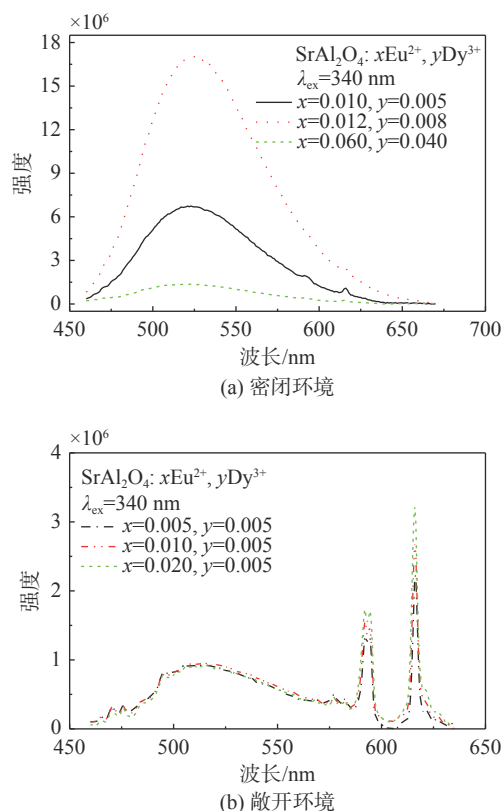 ×10⁶
18
15
12
9
6
3
0
强度
SrAl₂O₄: xEu²⁺, yDy³⁺
λex=340 nm
x=0.010, y=0.005
x=0.012, y=0.008
x=0.060, y=0.040
450 500 550 600 650 700
波长/nm
(a) 密闭环境
×10⁶
4
3
2
1
0
强度
SrAl₂O₄: xEu²⁺, yDy³⁺
λex=340 nm
x=0.005, y=0.005
x=0.010, y=0.005
x=0.020, y=0.005
450 500 550 600 650
波长/nm
(b) 敞开环境